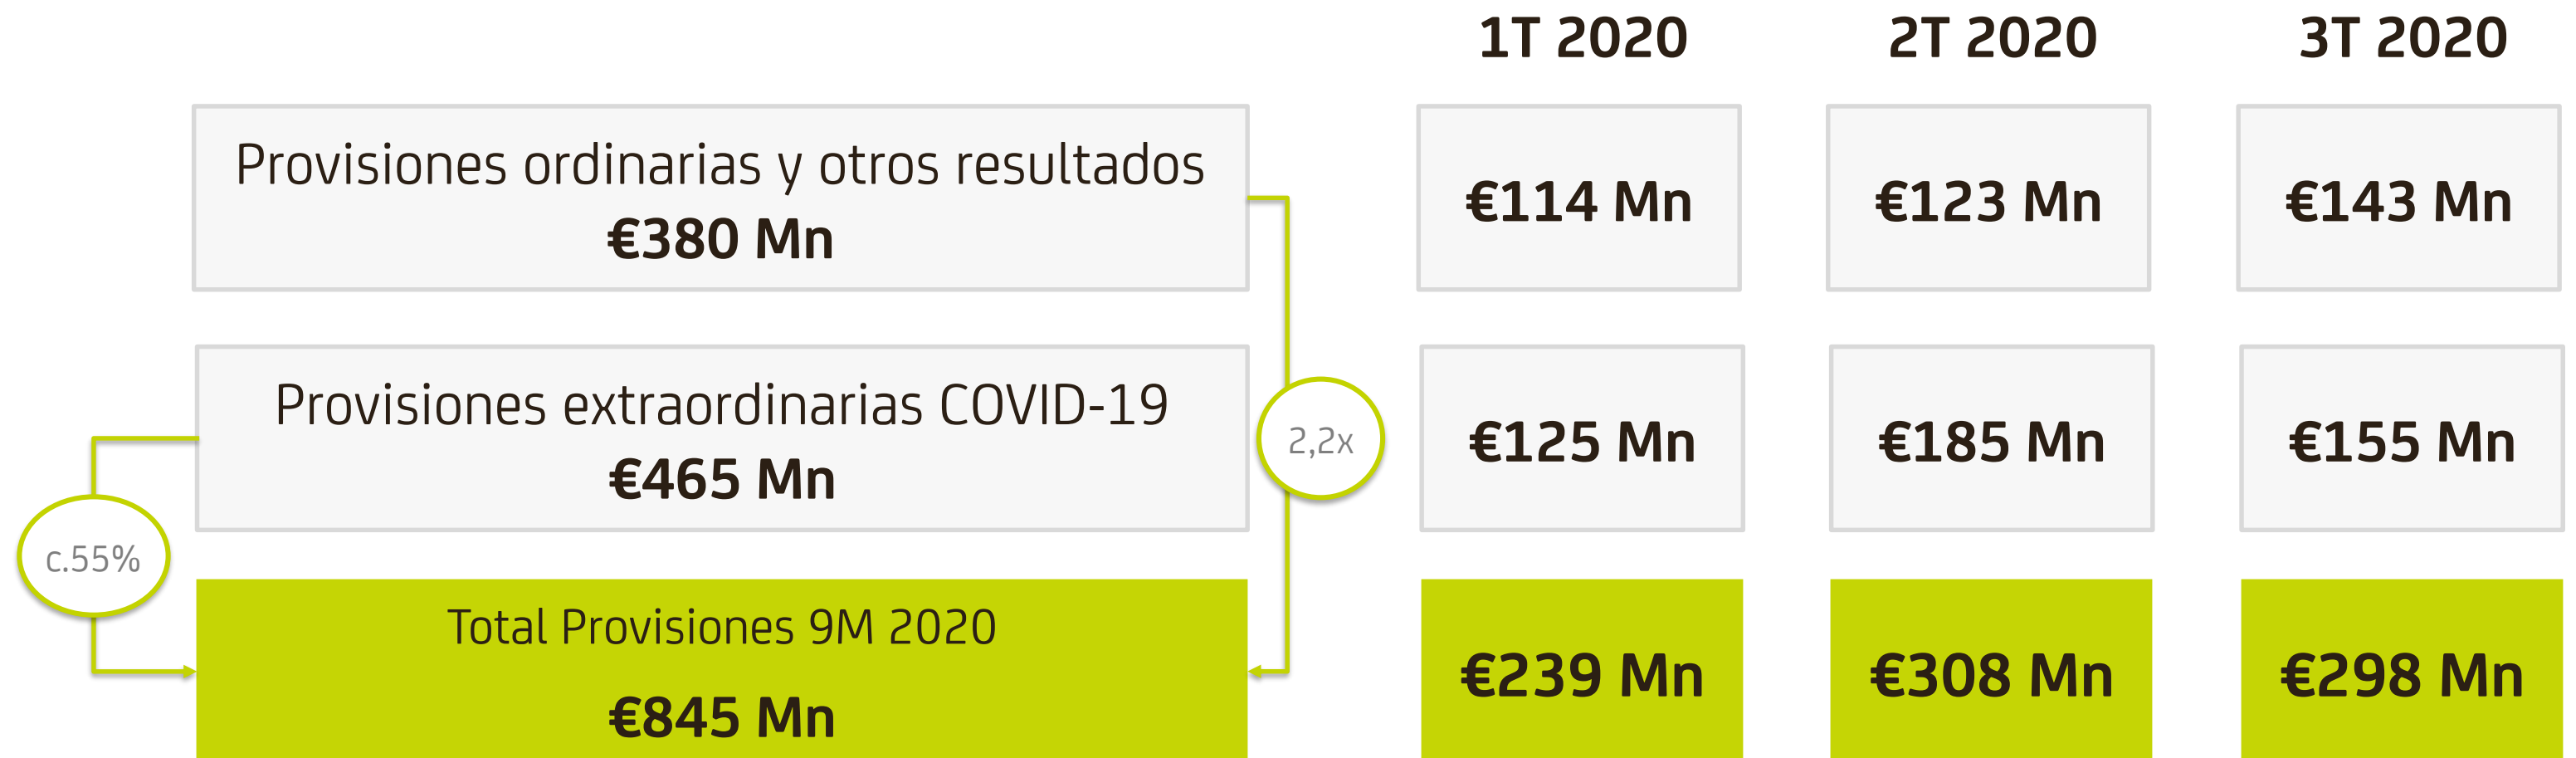 1T 2020 2T 2020 3T 2020
Provisiones ordinarias y otros resultados
€380 Mn
€114 Mn €123 Mn €143 Mn
Provisiones extraordinarias COVID-19
€465 Mn
€125 Mn €185 Mn €155 Mn
2,2x
c.55%
Total Provisiones 9M 2020
€845 Mn
€239 Mn €308 Mn €298 Mn